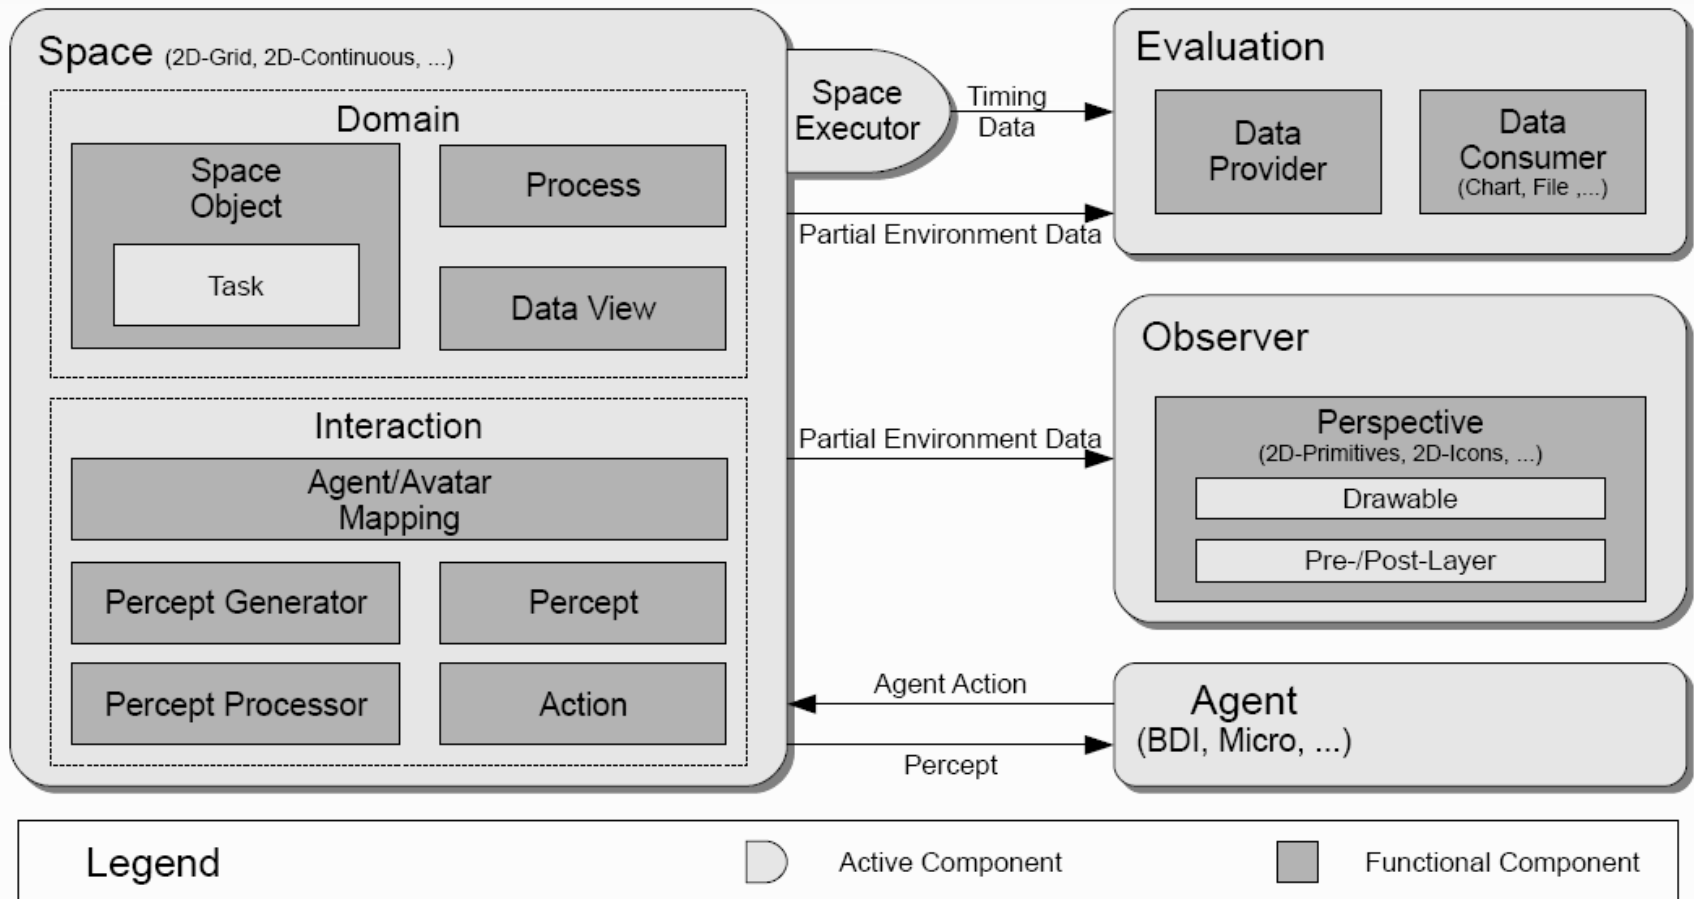 Space (2D-Grid, 2D-Continuous, ...)
Domain
Space
Object
Task
Process
Data View
Interaction
Agent/Avatar
Mapping
Percept Generator
Percept
Percept Processor
Action
Space
Executor
Timing
Data
Partial Environment Data
Partial Environment Data
Agent Action
Percept
Evaluation
Data
Provider
Data
Consumer
(Chart, File ,...)
Observer
Perspective
(2D-Primitives, 2D-Icons, ...)
Drawable
Pre-/Post-Layer
Agent
(BDI, Micro, ...)
Legend
Active Component
Functional Component